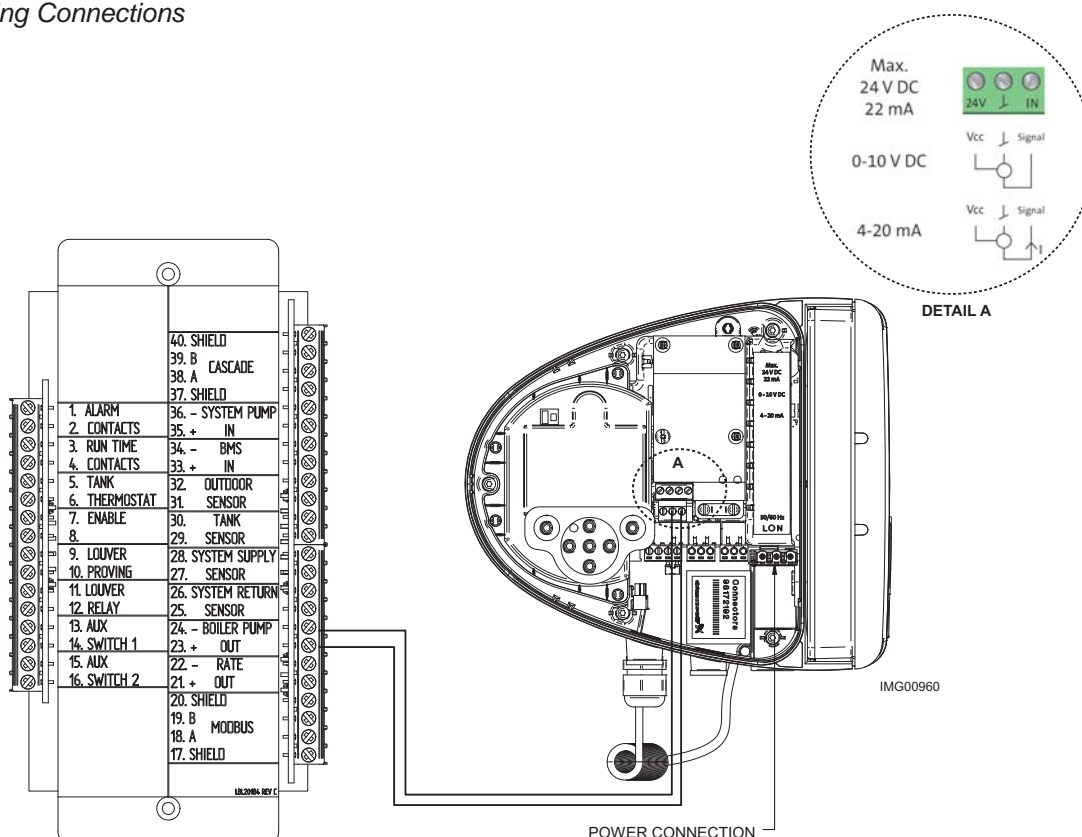 ng Connections
Max.
24 V DC
22 mA
24V IN
Vcc Signal
0-10 V DC
Vcc Signal
4-20 mA
I
DETAIL A
40. SHIELD
39. B
CASCADE
38. A
37. SHIELD
36. - SYSTEM PUMP
35. + IN
34. - BMS
33. + IN
32. OUTDOOR
31. SENSOR
30. TANK
29. SENSOR
28. SYSTEM SUPPLY
27. SENSOR
26. SYSTEM RETURN
25. SENSOR
24. - BOILER PUMP
23. + OUT
22. - RATE
21. + OUT
20. SHIELD
19. B
MODBUS
18. A
17. SHIELD
1. ALARM
2. CONTACTS
3. RUN TIME
4. CONTACTS
5. TANK
6. THERMOSTAT
7. ENABLE
8.
9. LOUVER
10. PROVING
11. LOUVER
12. RELAY
13. AUX
14. SWITCH 1
15. AUX
16. SWITCH 2
LBL20184 REV C
A
Max.
24 V DC
22 mA
0-10 V DC
4-20 mA
50/60 Hz
L O N
Connectors
98172192
IMG00960
POWER CONNECTION